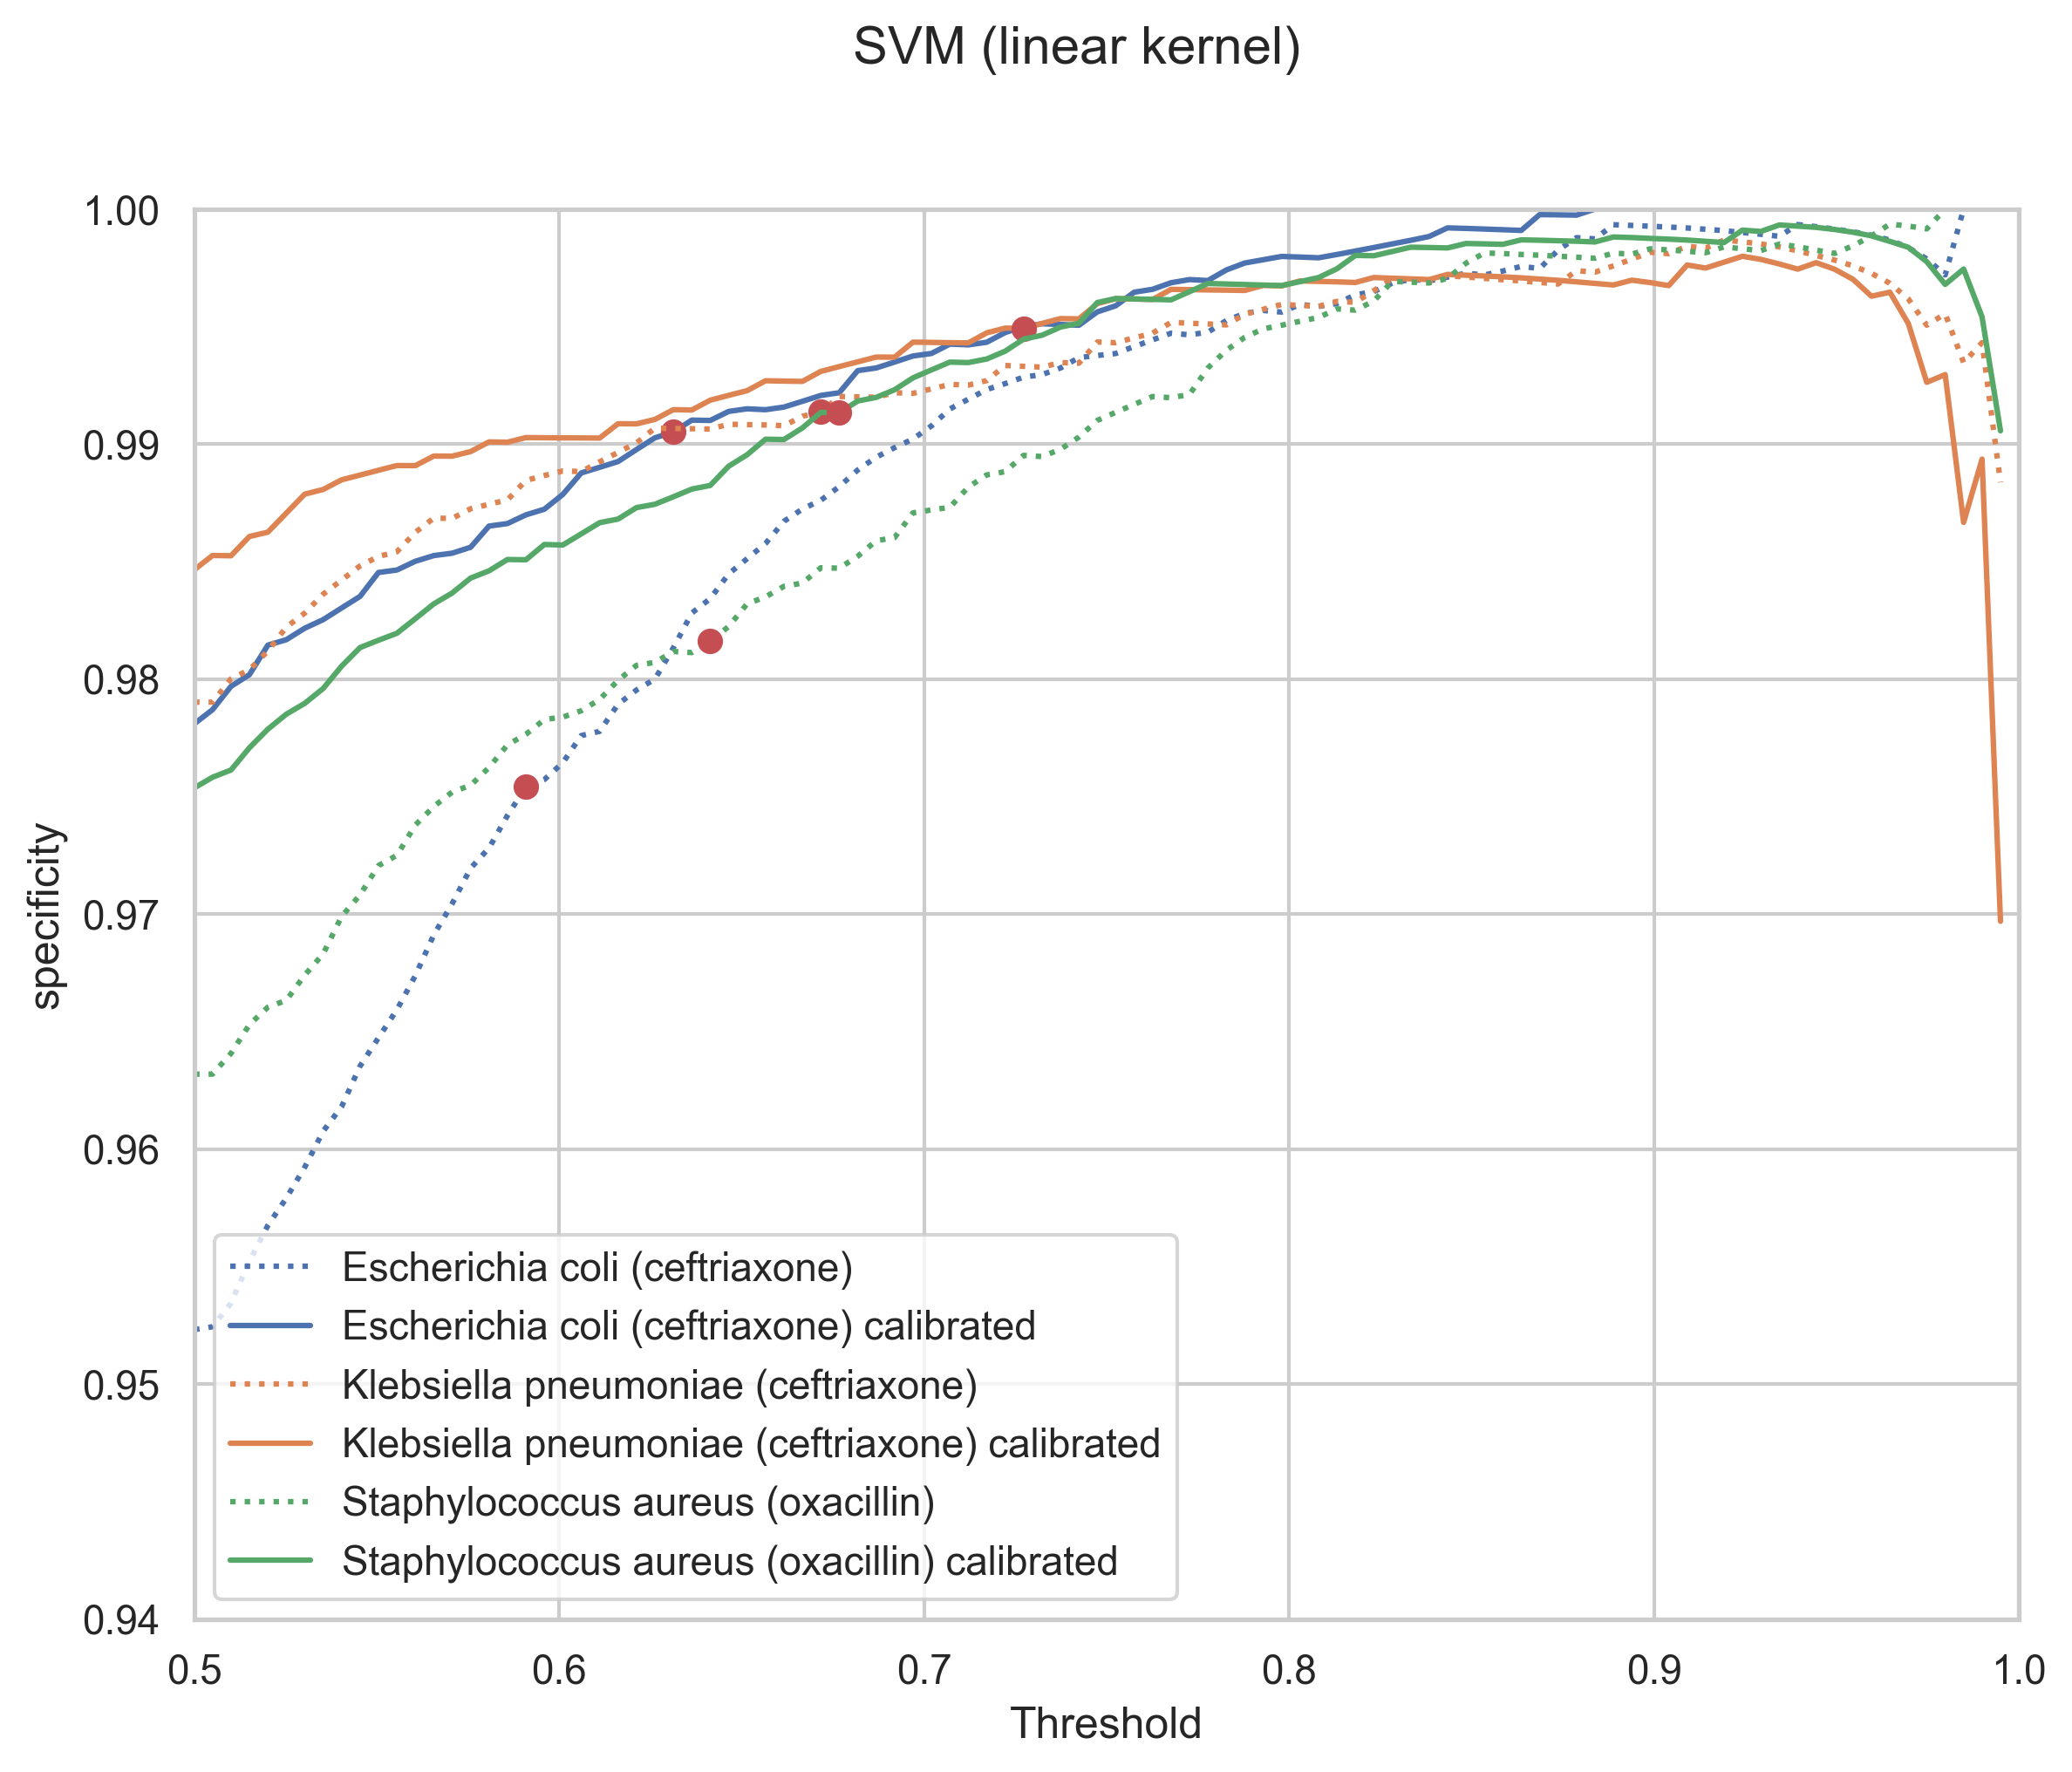 SVM (linear kernel)
1.00
0.99
0.98
0.97
0.96
0.95
0.94
specificity
Escherichia coli (ceftriaxone)
Escherichia coli (ceftriaxone) calibrated
Klebsiella pneumoniae (ceftriaxone)
Klebsiella pneumoniae (ceftriaxone) calibrated
Staphylococcus aureus (oxacillin)
Staphylococcus aureus (oxacillin) calibrated
0.5 0.6 0.7 0.8 0.9 1.0
Threshold